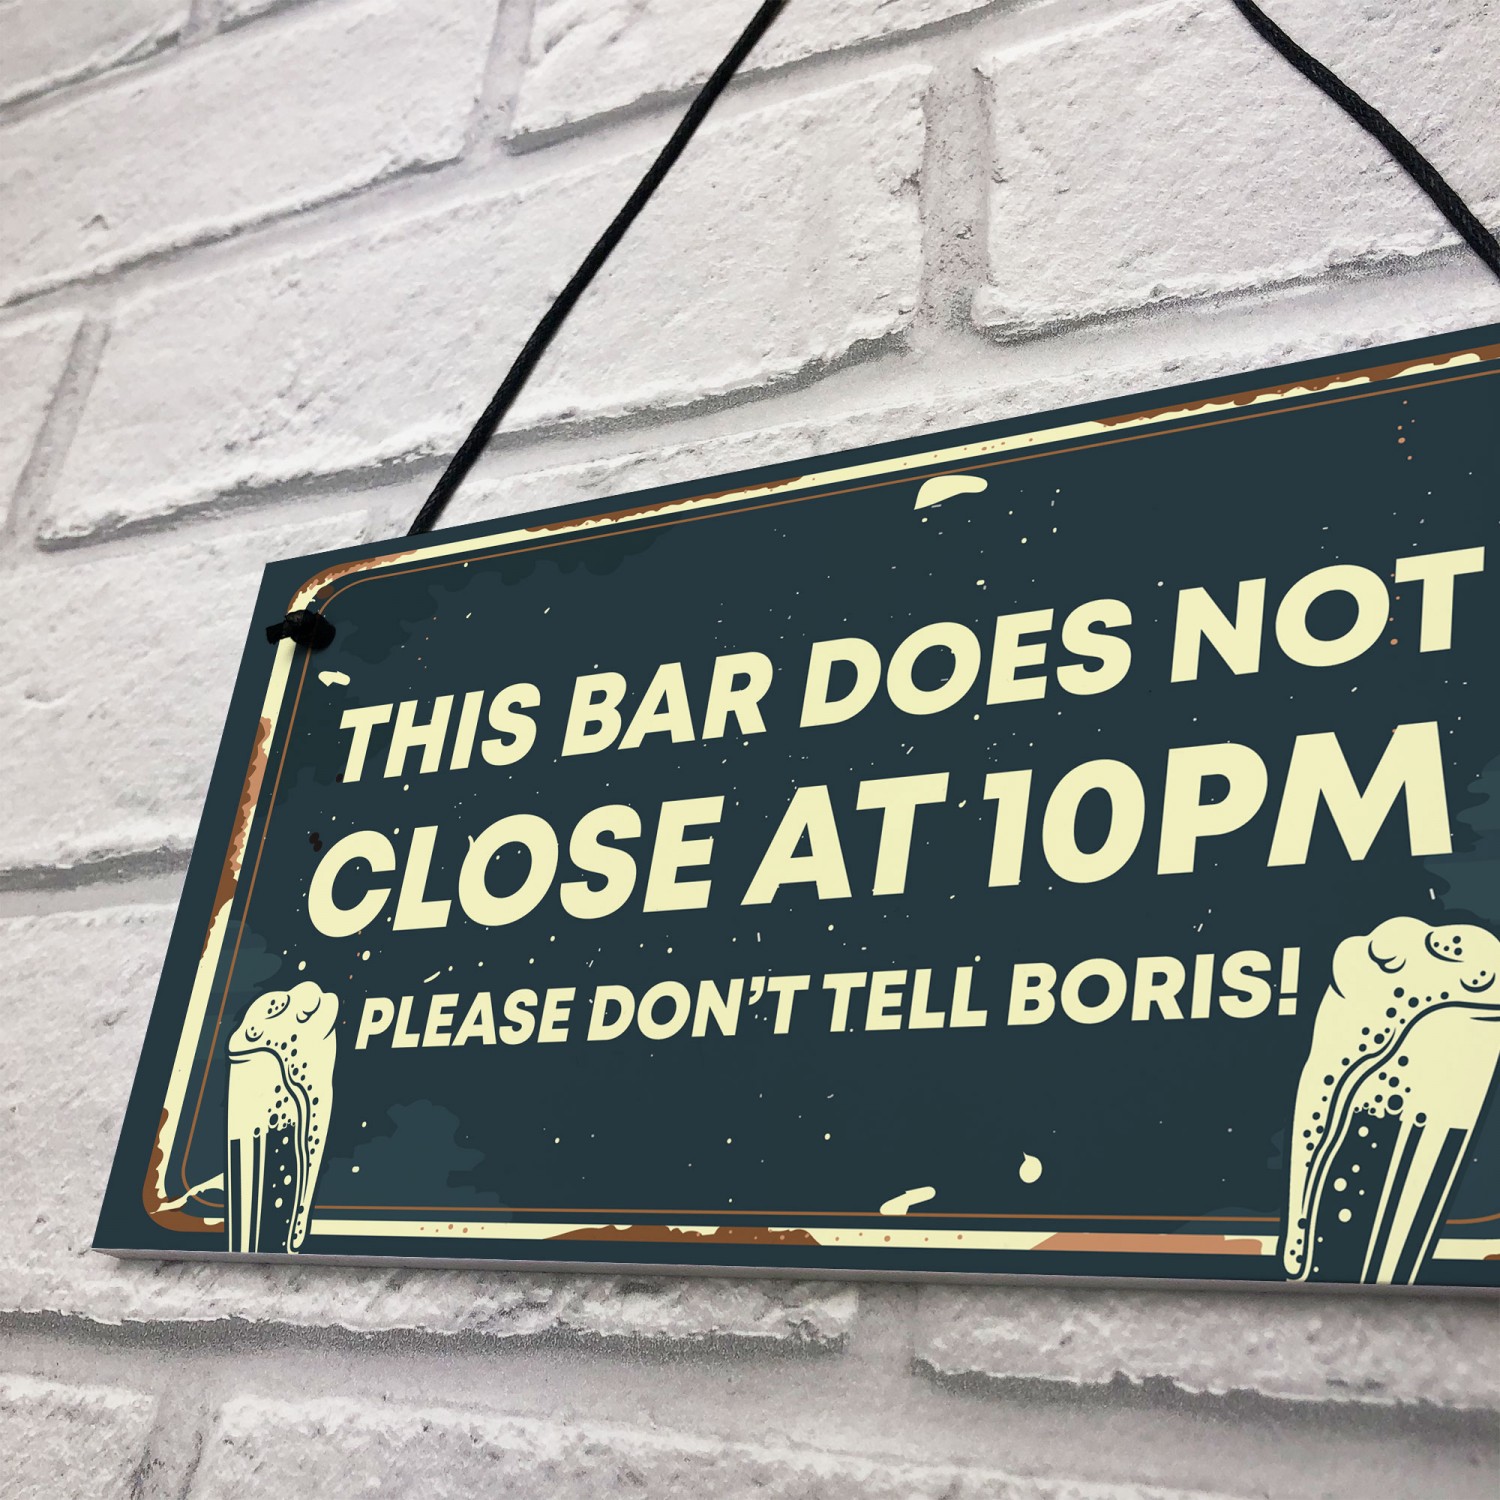 THIS BAR DOES NOT
CLOSE AT 10PM
PLEASE DON'T TELL BORIS!